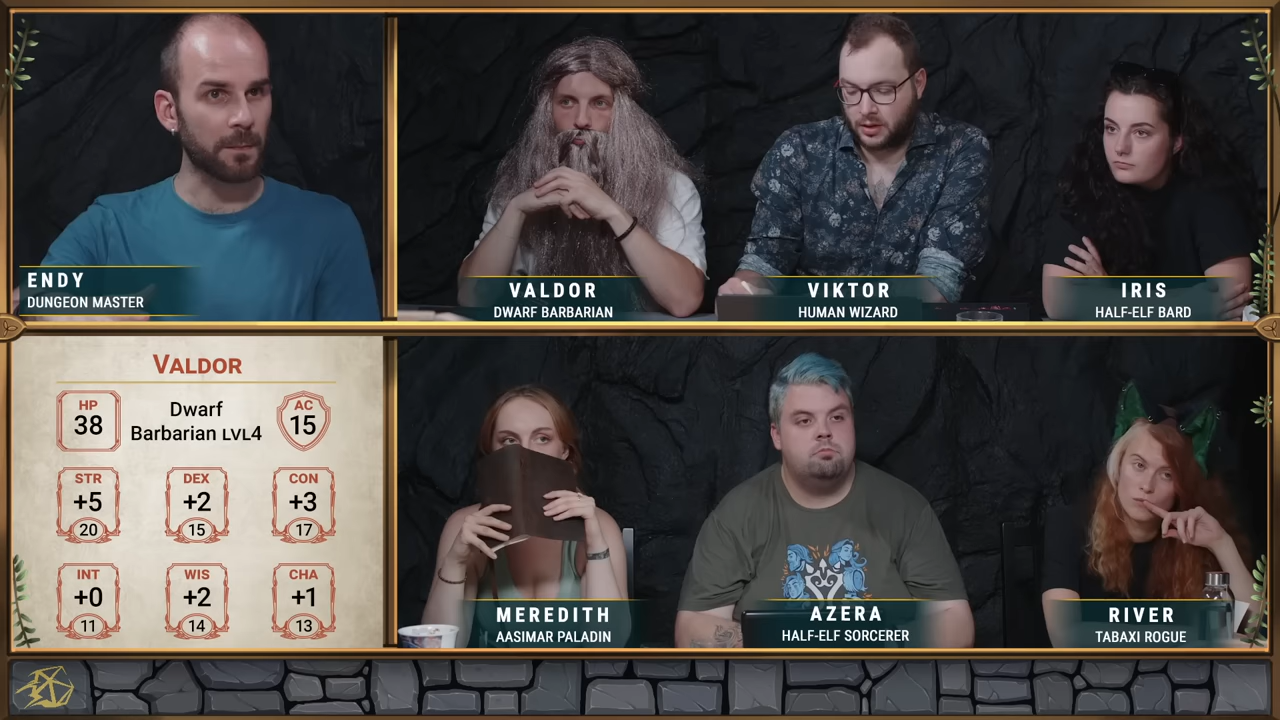 ENDY
DUNGEON MASTER
VALDOR
DWARF BARBARIAN
VIKTOR
HUMAN WIZARD
IRIS
HALF-ELF BARD
VALDOR
HP
38
Dwarf
Barbarian LVL4
AC
15
STR
+5
20
DEX
+2
15
CON
+3
17
INT
+0
11
WIS
+2
14
CHA
+1
13
MEREDITH
AASIMAR PALADIN
AZERA
HALF-ELF SORCERER
RIVER
TABAXI ROGUE